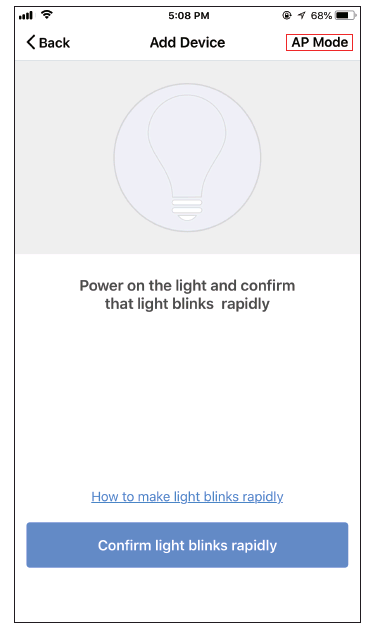 5:08 PM 68%
Back Add Device AP Mode
Power on the light and confirm
that light blinks rapidly
How to make light blinks rapidly
Confirm light blinks rapidly